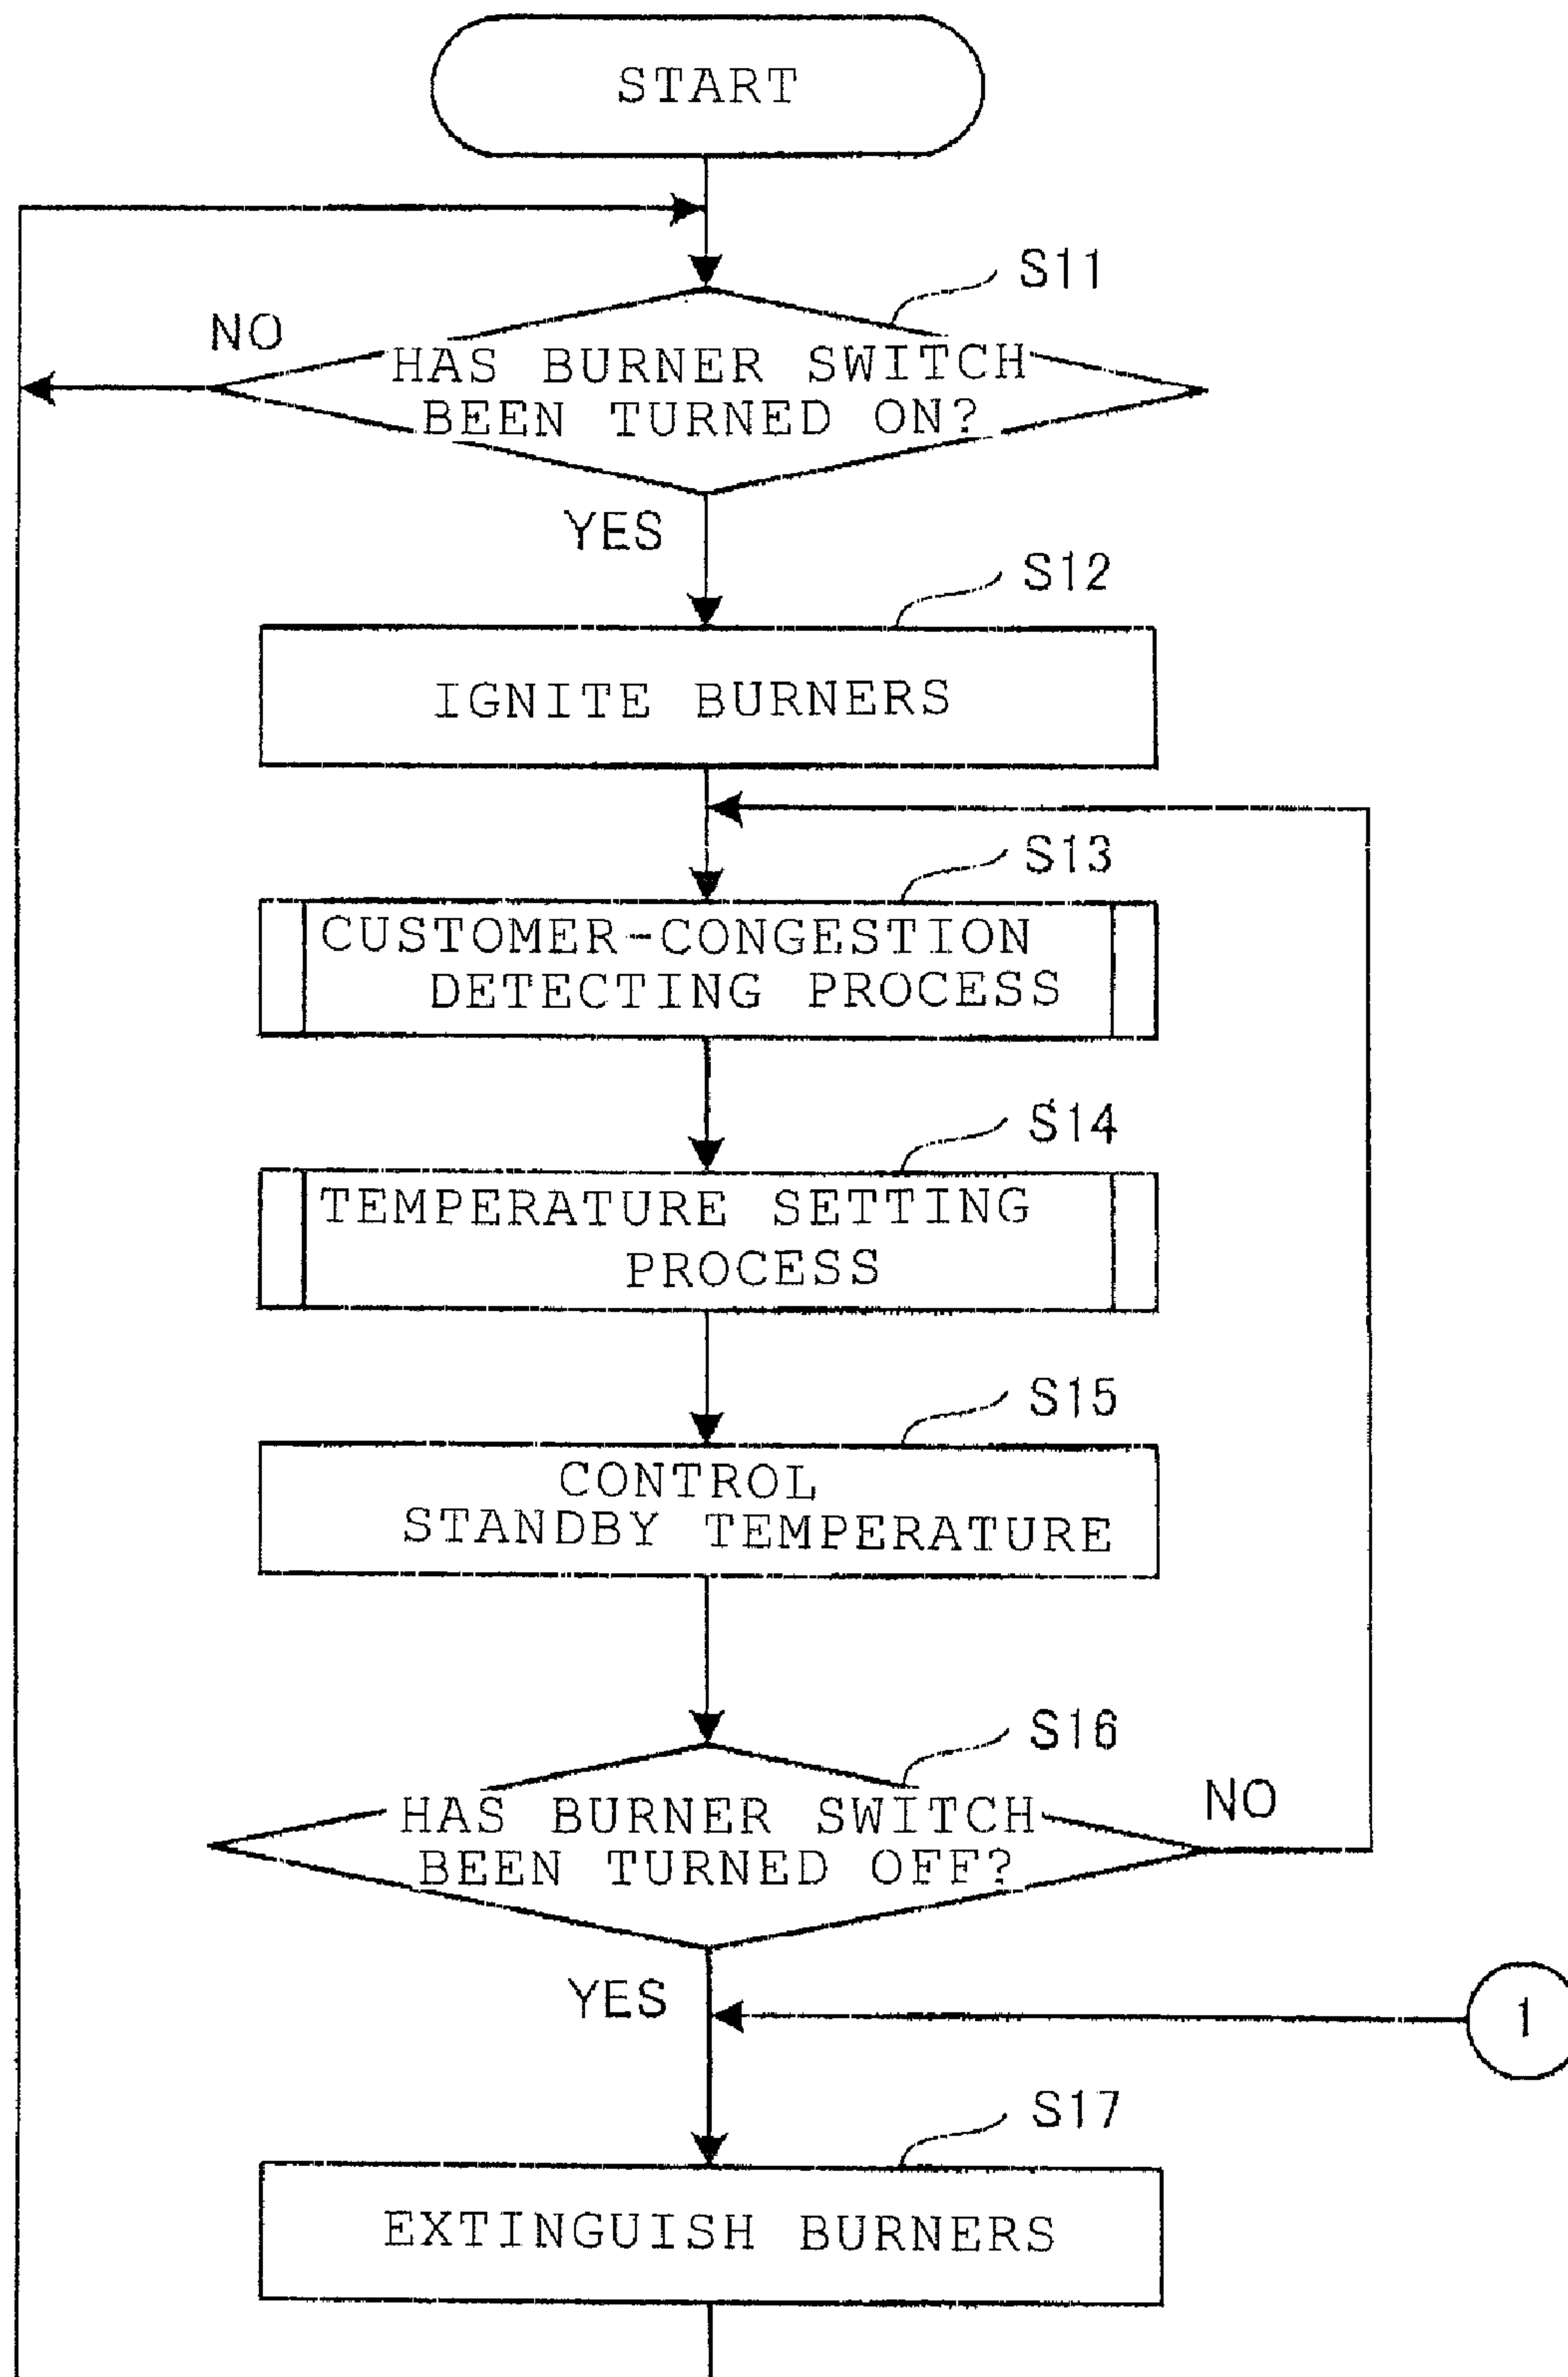 START
S11
NO
HAS BURNER SWITCH
BEEN TURNED ON?
YES
S12
IGNITE BURNERS
S13
CUSTOMER-CONGESTION
DETECTING PROCESS
S14
TEMPERATURE SETTING
PROCESS
S15
CONTROL
STANDBY TEMPERATURE
S16
HAS BURNER SWITCH
BEEN TURNED OFF?
NO
YES
1
S17
EXTINGUISH BURNERS